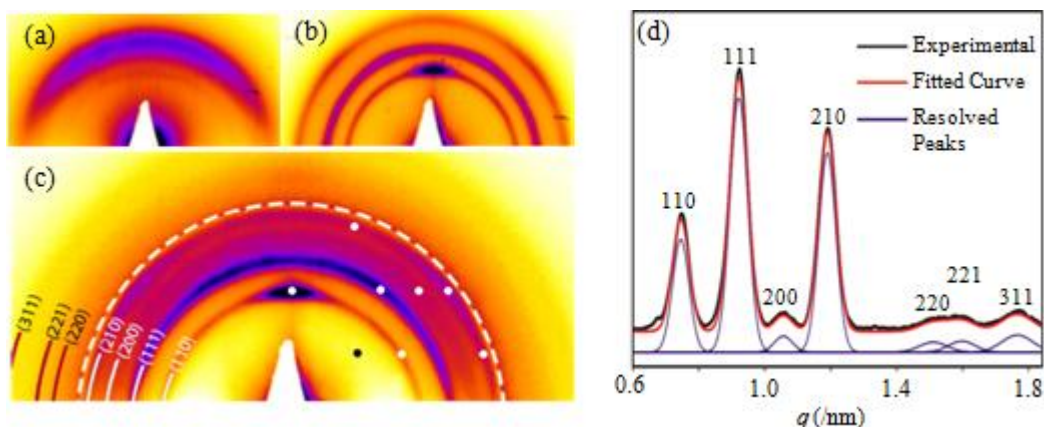 (a)
(b)
(c)
(311)
(221)
(220)
(210)
(200)
(111)
(110)
(d)
Experimental
Fitted Curve
Resolved
Peaks
110
111
200
210
220
221
311
0.6
1.0
1.4
1.8
q (/nm)